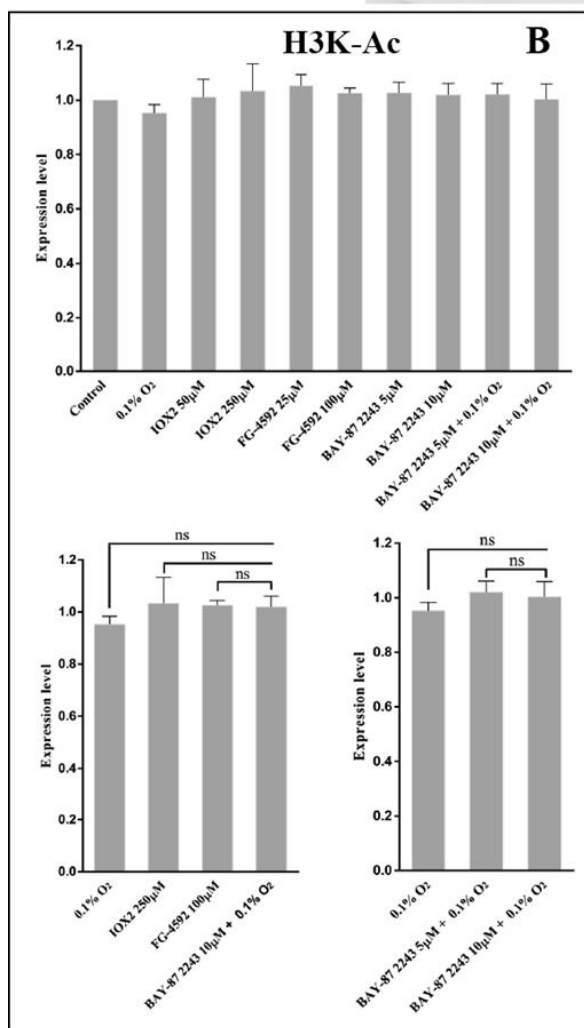 H3K-Ac
B
Expression level
1.2
1.0
0.8
0.6
0.4
1.2
0.0
Control
0.1% O₂
IOX2 50µM
IOX2 250µM
FG-4592 25µM
FG-4592 100µM
BAY-87 2243 5µM
BAY-87 2243 10µM
BAY-87 2243 5µM + 0.1% O₂
BAY-87 2243 10µM + 0.1% O₂
ns
ns
ns
Expression level
1.2
1.0
0.8
0.6
0.4
1.2
0.0
0.1% O₂
IOX2 250µM
FG-4592 100µM
BAY-87 2243 10µM + 0.1% O₂
ns
ns
Expression level
1.2
1.0
0.8
0.6
0.4
1.2
0.0
0.1% O₂
BAY-87 2243 5µM + 0.1% O₂
BAY-87 2243 10µM + 0.1% O₂